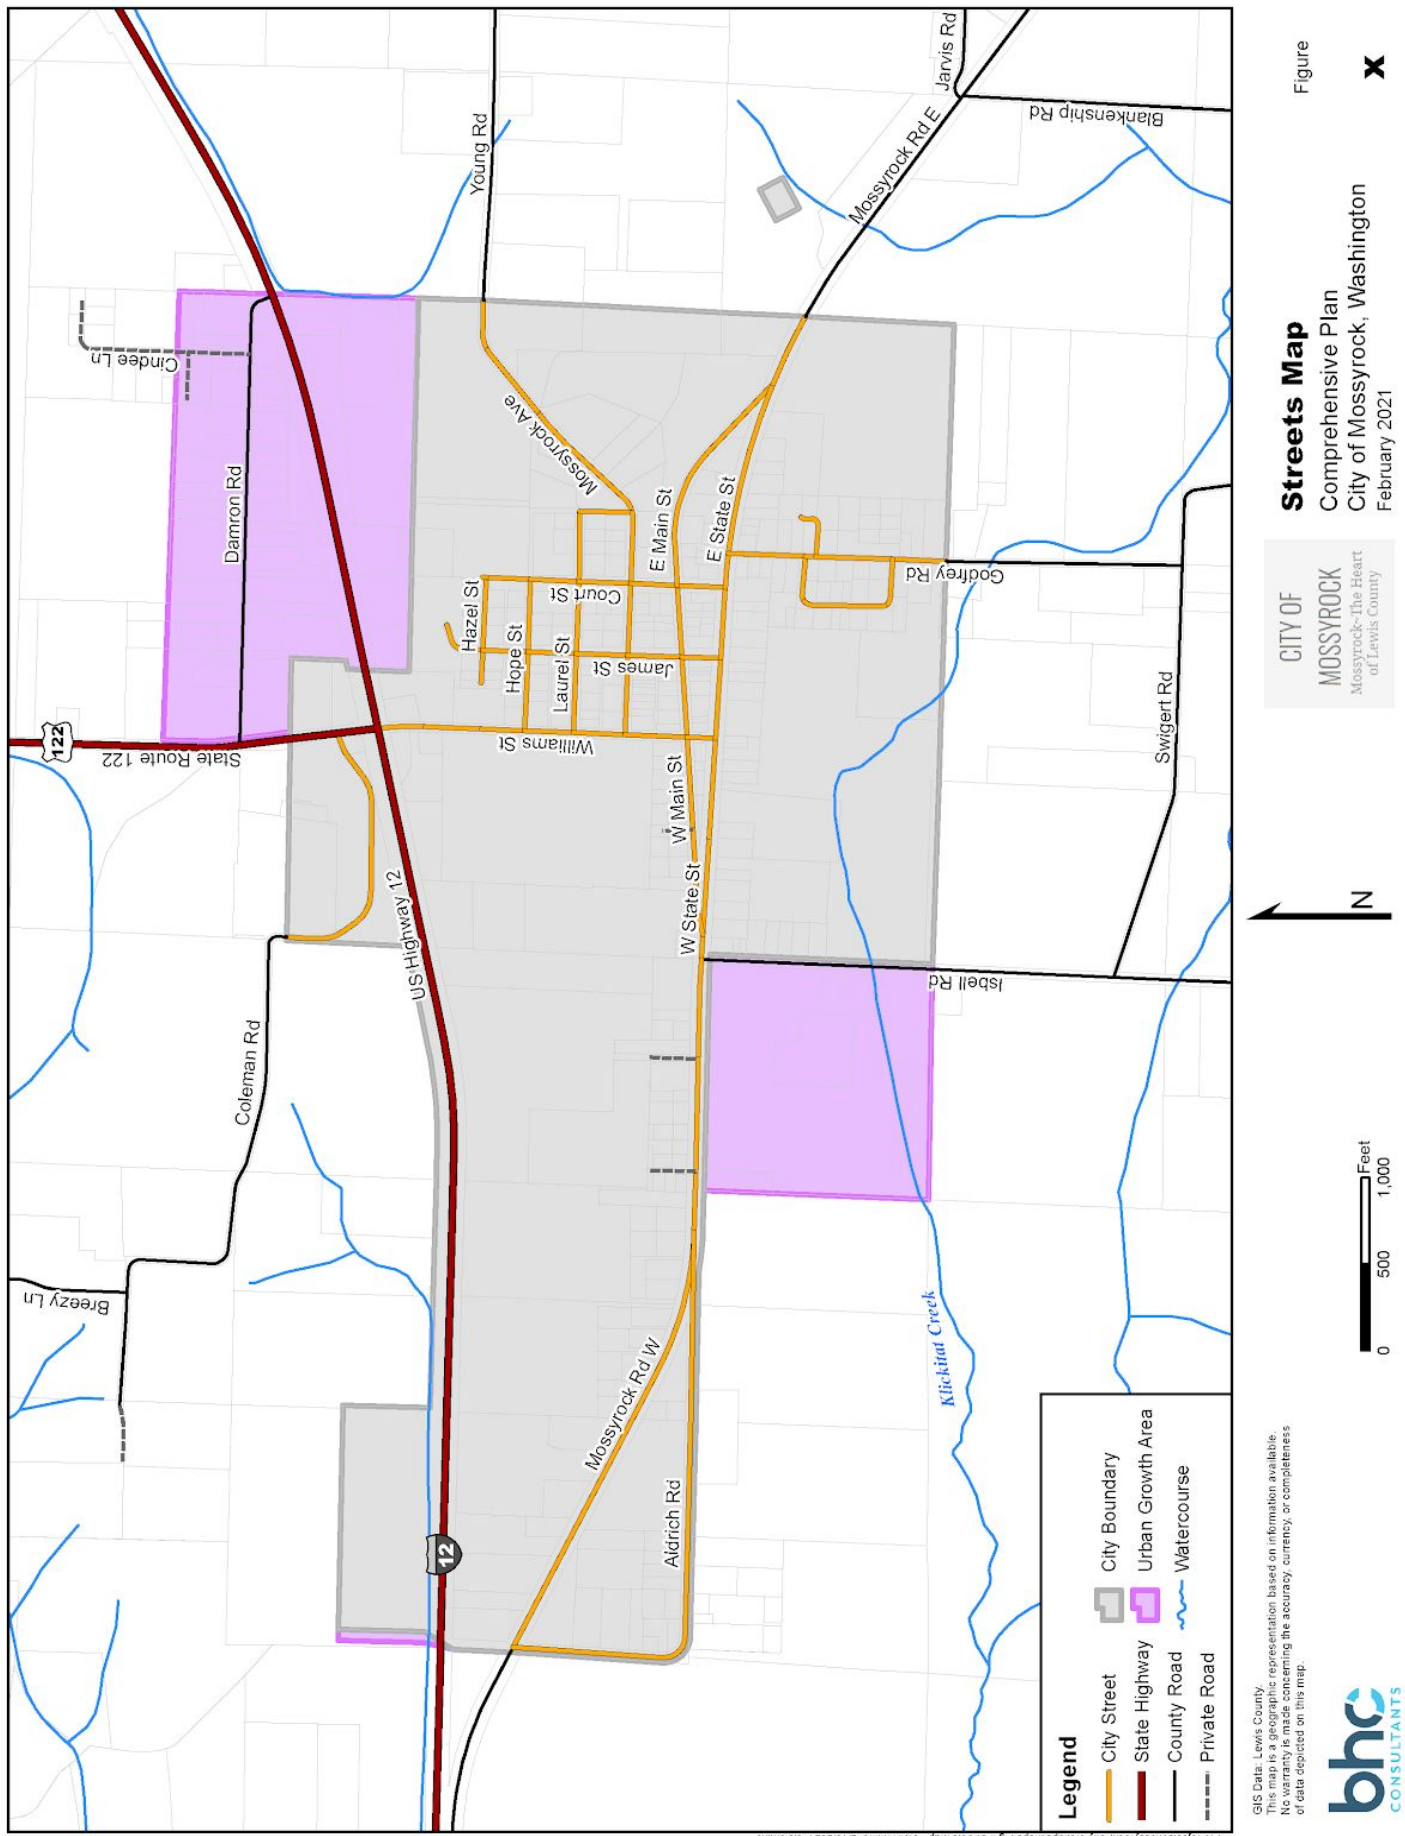 122
State Route 122
Cindee Ln
Damron Rd
Young Rd
Jarvis Rd
Blankenship Rd
Mossyrock Rd E
Mossyrock Ave
Hazel St
Hope St
Laurel St
Court St
James St
Williams St
E Main St
E State St
W Main St
W State St
Godfrey Rd
Godfrey Rd
Swigert Rd
Isbell Rd
US Highway 12
Coleman Rd
Breezy Ln
12
Mossyrock Rd W
Aldrich Rd
Klickitat Creek
Legend
City Street
State Highway
County Road
Private Road
City Boundary
Urban Growth Area
Watercourse
GIS Data: Lewis County.
This map is a geographic representation based on information available.
No warranty is made concerning the accuracy, currency, or completeness
of data depicted on this map.
bhc
CONSULTANTS
0 500 1,000
Feet
N
CITY OF
MOSSYROCK
Mossyrock~The Heart
of Lewis County
Streets Map
Comprehensive Plan
City of Mossyrock, Washington
February 2021
Figure
X